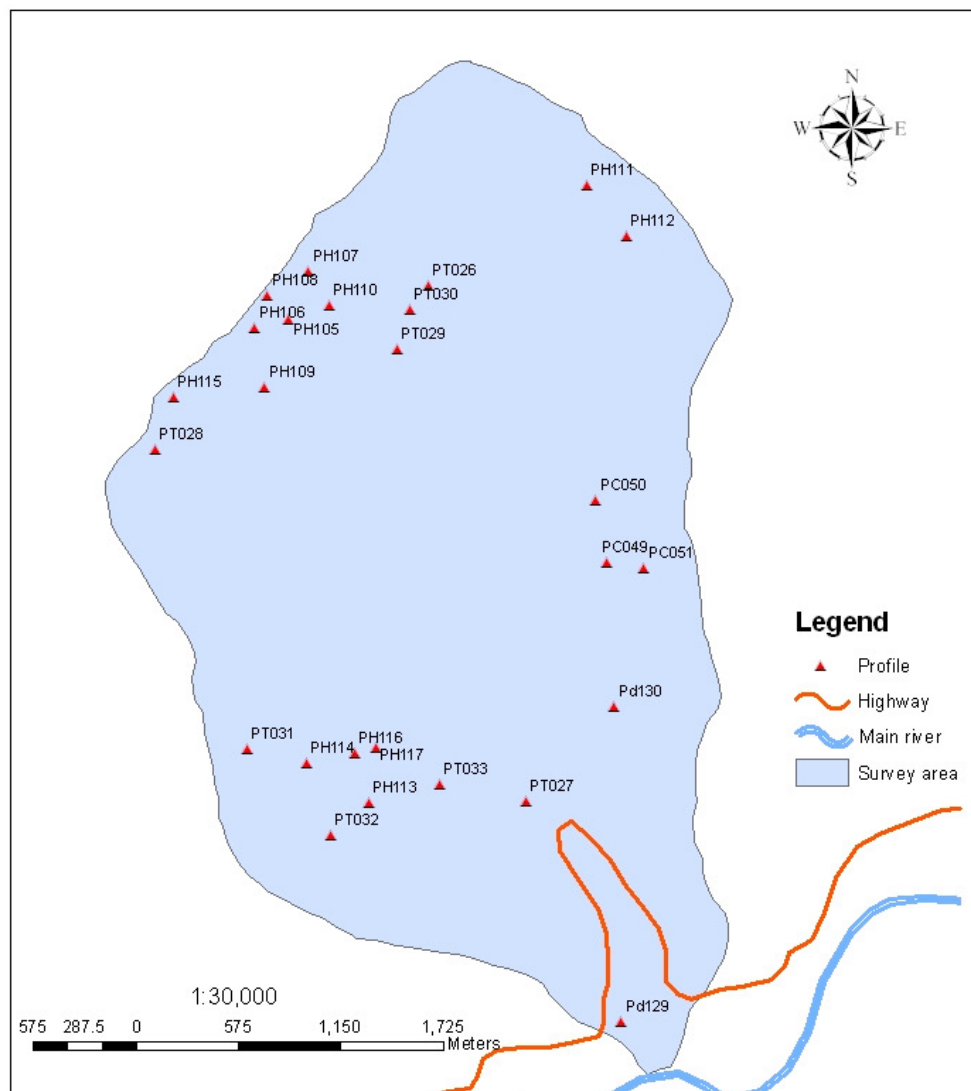 N
W E
S
PH111
PH112
PH107
PT026
PH108
PH110
PT030
PH106
PH105
PT029
PH109
PH115
PT028
PC050
PC049
PC051
Legend
Profile
Highway
Main river
Survey area
Pd130
PT031
PH116
PH114
PH117
PT033
PH113
PT027
PT032
1:30,000
Pd129
575 287.5 0 575 1,150 1,725
Meters